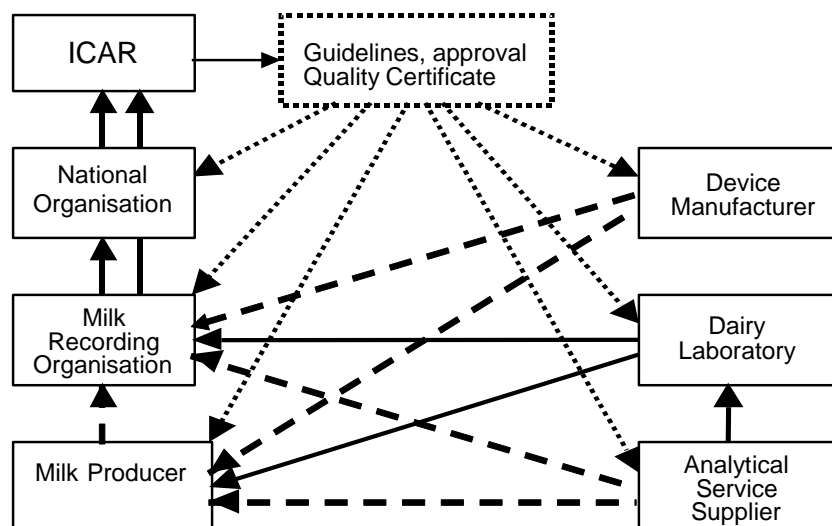 ICAR
Guidelines, approval
Quality Certificate
National
Organisation
Device
Manufacturer
Milk
Recording
Organisation
Dairy
Laboratory
Milk Producer
Analytical
Service
Supplier